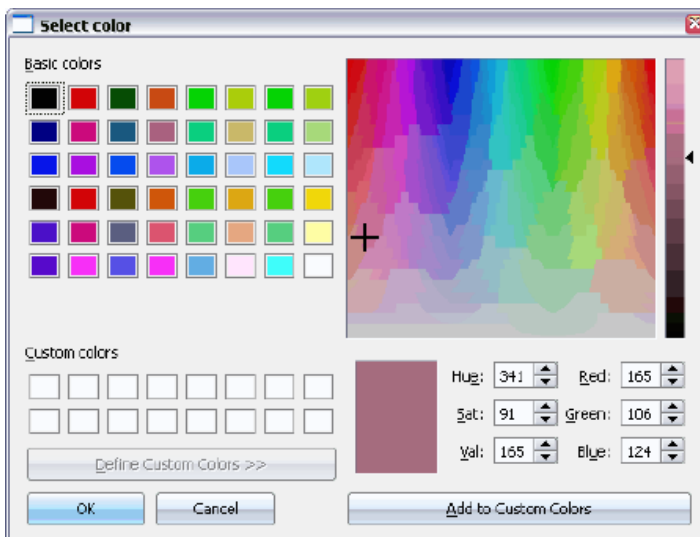 Select color
Basic colors
Custom colors
Hue: 341 Red: 165
Sat: 91 Green: 106
Val: 165 Blue: 124
Define Custom Colors >>
OK Cancel Add to Custom Colors